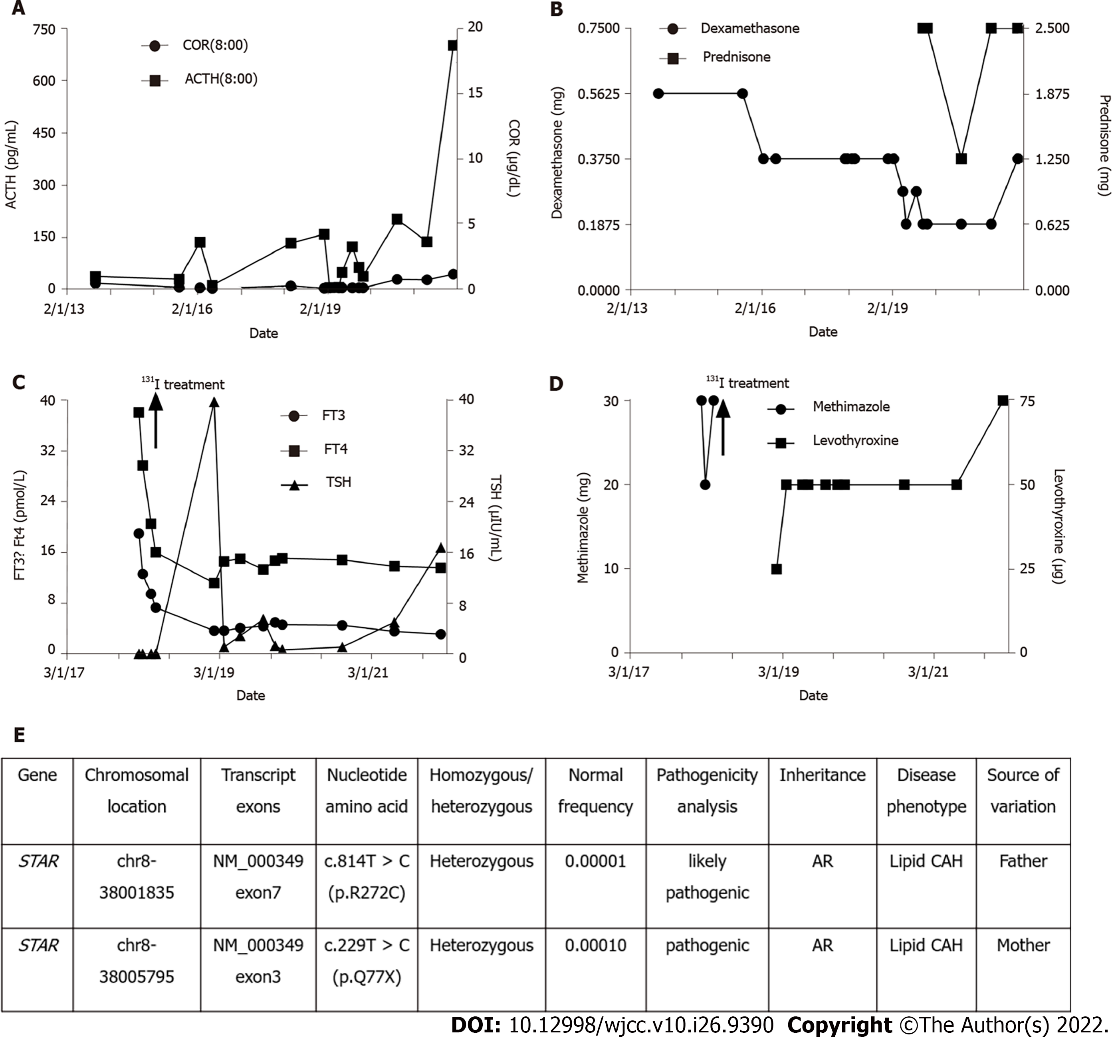 A
COR(8:00)
ACTH(8:00)
ACTH (pg/mL)
750
600
450
300
150
0
COR (µg/dL)
20
15
10
5
0
2/1/13 2/1/16 2/1/19
Date
B
Dexamethasone
Prednisone
Dexamethasone (mg)
0.7500
0.5625
0.3750
0.1875
0.0000
Prednisone (mg)
2.500
1.875
1.250
0.625
0.000
2/1/13 2/1/16 2/1/19
Date
C
131I treatment
FT3
FT4
TSH
FT3? Ft4 (pmol/L)
40
32
24
16
8
0
TSH (µIU/mL)
40
32
24
16
8
0
3/1/17 3/1/19 3/1/21
Date
D
131I treatment
Methimazole
Levothyroxine
Methimazole (mg)
30
20
10
0
Levothyroxine (µg)
75
50
25
0
3/1/17 3/1/19 3/1/21
Date
E
Gene Chromosomal Transcript Nucleotide Homozygous/ Normal Pathogenicity Inheritance Disease Source of
location exons amino acid heterozygous frequency analysis phenotype variation
STAR chr8- NM_000349 c.814T > C Heterozygous 0.00001 likely AR Lipid CAH Father
38001835 exon7 (p.R272C) pathogenic
STAR chr8- NM_000349 c.229T > C Heterozygous 0.00010 pathogenic AR Lipid CAH Mother
38005795 exon3 (p.Q77X)
DOI: 10.12998/wjcc.v10.i26.9390 Copyright ©The Author(s) 2022.